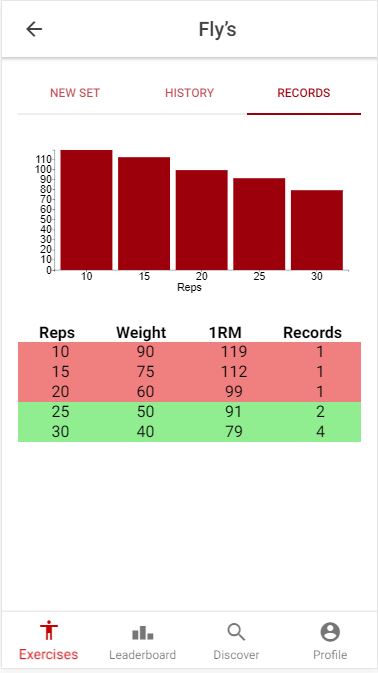 Fly's
NEW SET HISTORY RECORDS
110
100
90
80
70
60
50
40
30
20
10
0
10 15 20 25 30
Reps
Reps Weight 1RM Records
10 90 119 1
15 75 112 1
20 60 99 1
25 50 91 2
30 40 79 4
Exercises Leaderboard Discover Profile